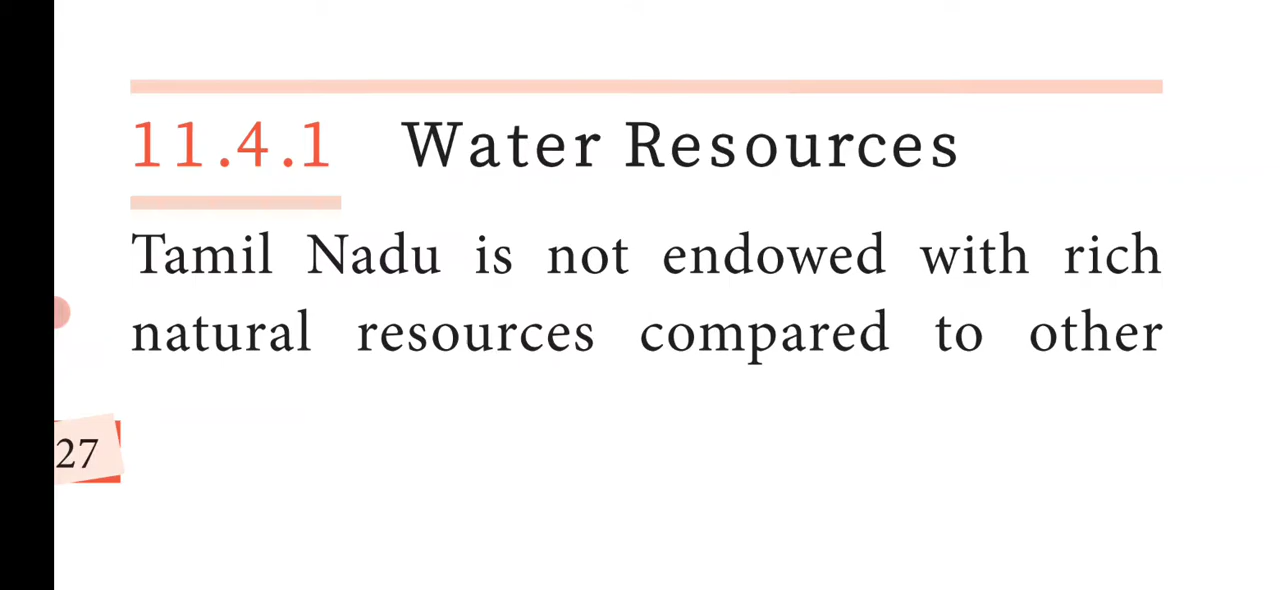 11.4.1 Water Resources
Tamil Nadu is not endowed with rich
natural resources compared to other
27